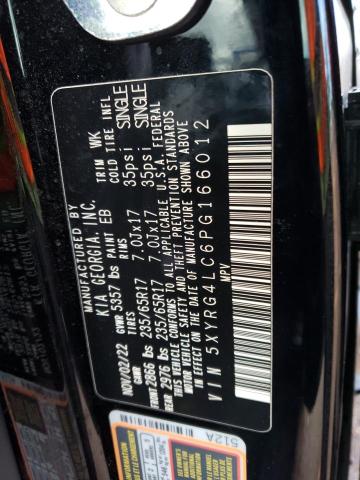 MANUFACTURED BY
KIA GEORGIA, INC.
NOV/02/22 PAINT EB TRIM WK
GVWR 5357 lbs RIMS COLD TIRE INFL
FRONT 2866 lbs 235/65R17 7.0Jx17 35psi SINGLE
REAR 2976 lbs 235/65R17 7.0Jx17 35psi SINGLE
THIS VEHICLE CONFORMS TO ALL APPLICABLE U.S.A. FEDERAL
MOTOR VEHICLE SAFETY AND THEFT PREVENTION STANDARDS
IN EFFECT ON THE DATE OF MANUFACTURE SHOWN ABOVE
VIN 5XYRG4LC6PG166012
MPV
512A
INFORMATION